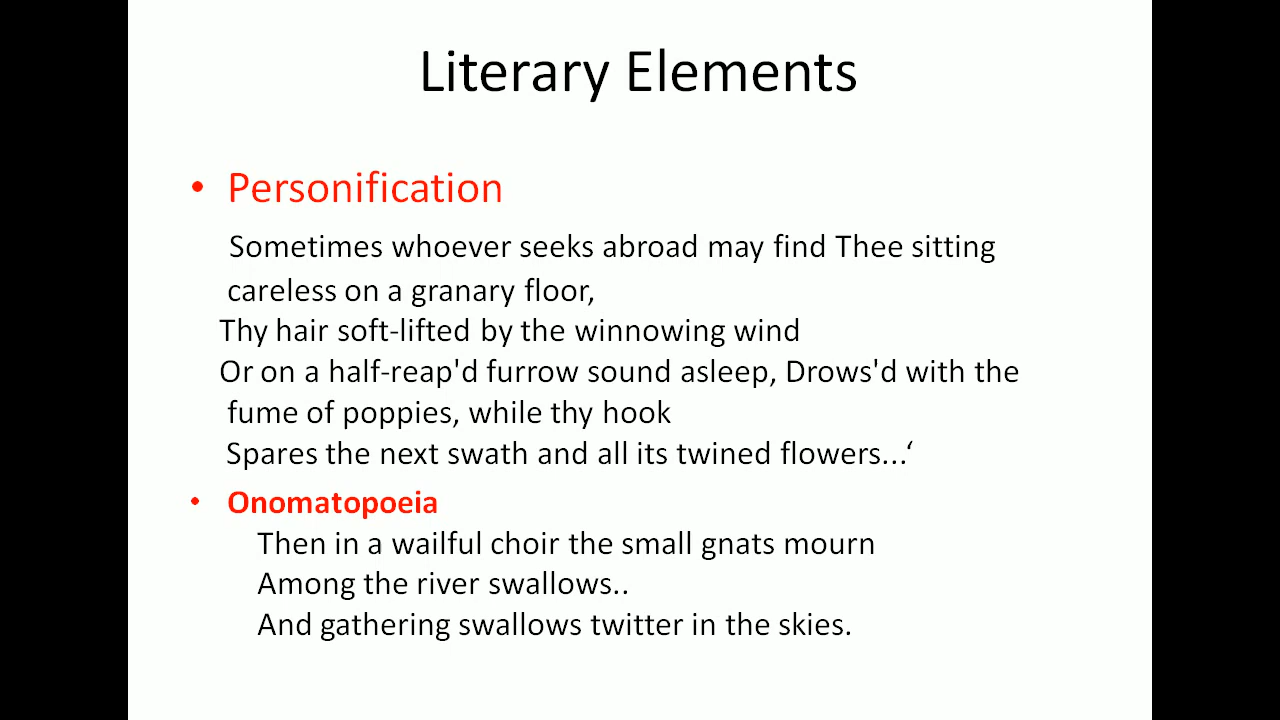 Literary Elements
• Personification
Sometimes whoever seeks abroad may find Thee sitting
careless on a granary floor,
Thy hair soft-lifted by the winnowing wind
Or on a half-reap'd furrow sound asleep, Drows'd with the
fume of poppies, while thy hook
Spares the next swath and all its twined flowers...‘
• Onomatopoeia
Then in a wailful choir the small gnats mourn
Among the river swallows..
And gathering swallows twitter in the skies.